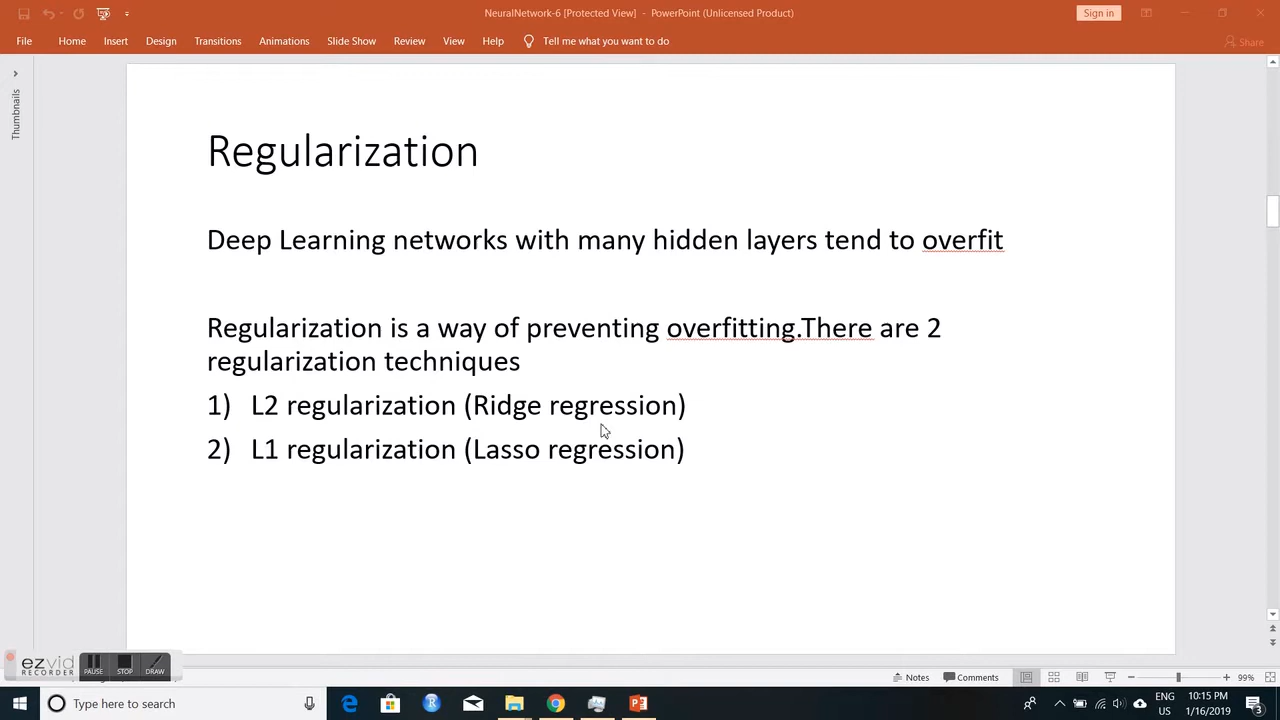 NeuralNetwork-6 [Protected View] - PowerPoint (Unlicensed Product)
Sign in
File Home Insert Design Transitions Animations Slide Show Review View Help Tell me what you want to do
Share
Thumbnails
Regularization
Deep Learning networks with many hidden layers tend to overfit
Regularization is a way of preventing overfitting.There are 2
regularization techniques
1) L2 regularization (Ridge regression)
2) L1 regularization (Lasso regression)
ezvid
RECORDER
PAUSE STOP DRAW
Notes Comments 99%
Type here to search
ENG 10:15 PM
US 1/16/2019
3